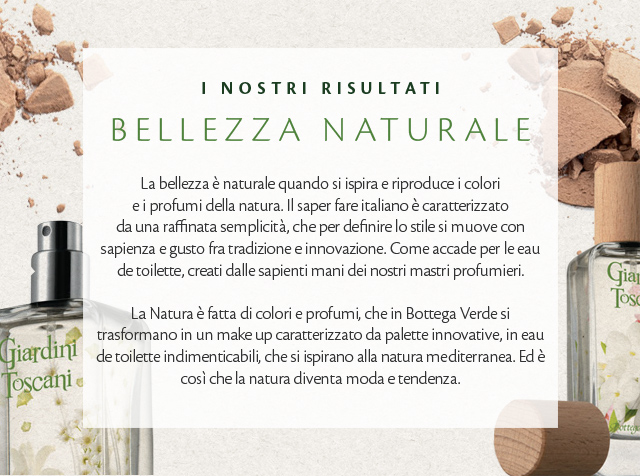 I NOSTRI RISULTATI
BELLEZZA NATURALE
La bellezza è naturale quando si ispira e riproduce i colori
e i profumi della natura. Il saper fare italiano è caratterizzato
da una raffinata semplicità, che per definire lo stile si muove con
sapienza e gusto fra tradizione e innovazione. Come accade per le eau
de toilette, creati dalle sapienti mani dei nostri mastri profumieri.
La Natura è fatta di colori e profumi, che in Bottega Verde si
trasformano in un make up caratterizzato da palette innovative, in eau
de toilette indimenticabili, che si ispirano alla natura mediterranea. Ed è
così che la natura diventa moda e tendenza.
Giardini
Toscani
Giar
Tosc
Botteg